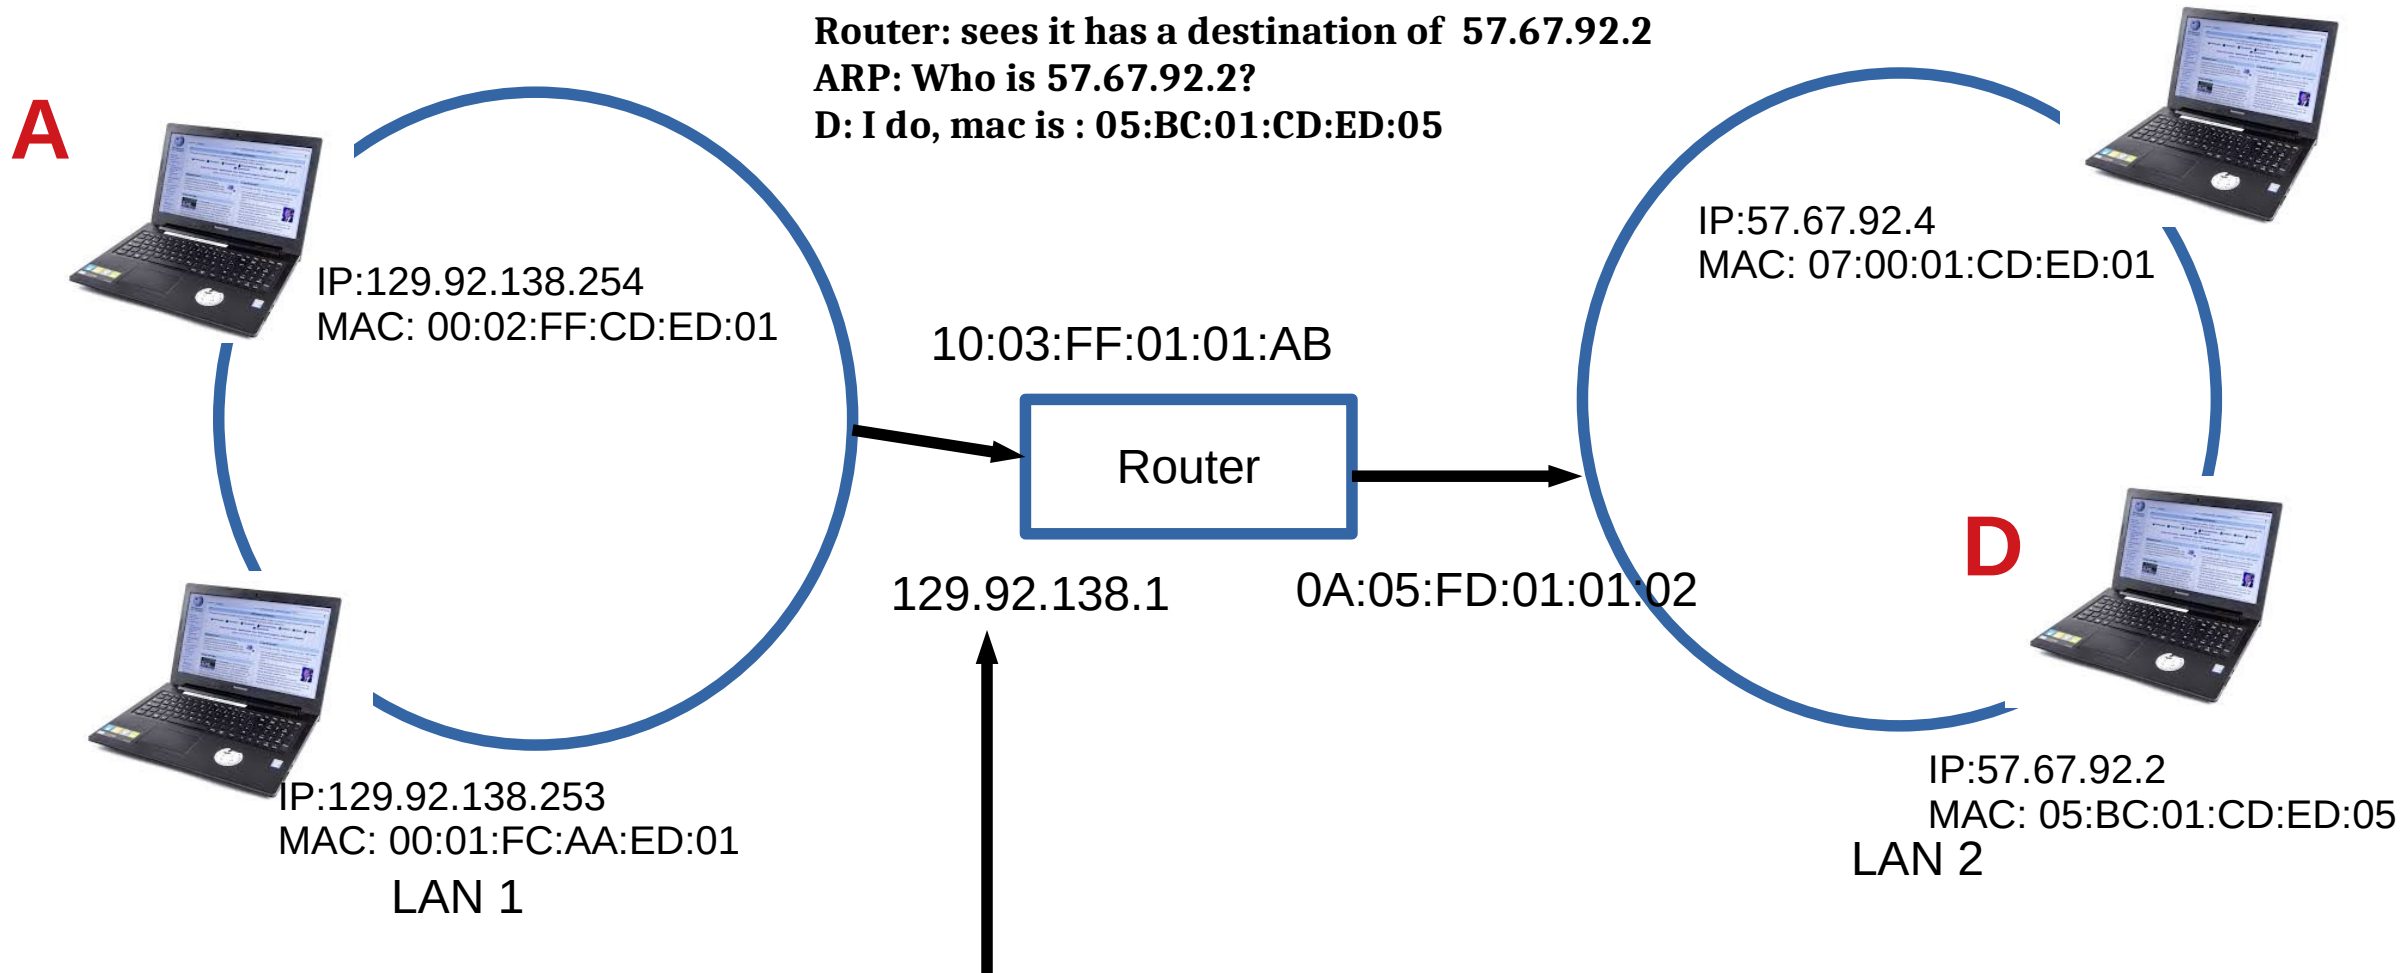 Router: sees it has a destination of 57.67.92.2
ARP: Who is 57.67.92.2?
D: I do, mac is : 05:BC:01:CD:ED:05
A
IP:129.92.138.254
MAC: 00:02:FF:CD:ED:01
IP:57.67.92.4
MAC: 07:00:01:CD:ED:01
10:03:FF:01:01:AB
Router
129.92.138.1
0A:05:FD:01:01:02
D
IP:129.92.138.253
MAC: 00:01:FC:AA:ED:01
LAN 1
IP:57.67.92.2
MAC: 05:BC:01:CD:ED:05
LAN 2